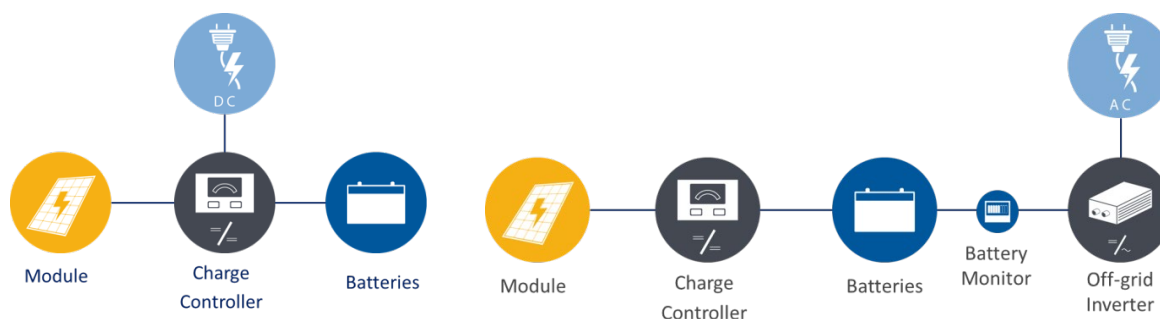 DC
Module
Charge
Controller
Batteries
AC
Module
Charge
Controller
Batteries
Battery
Monitor
Off-grid
Inverter